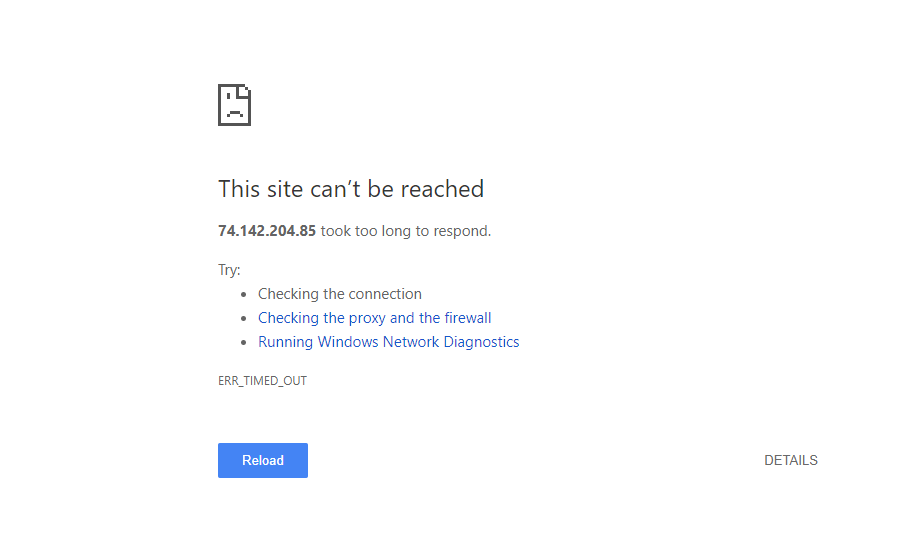 This site can’t be reached
74.142.204.85 took too long to respond.
Try:
Checking the connection
Checking the proxy and the firewall
Running Windows Network Diagnostics
ERR_TIMED_OUT
Reload
DETAILS